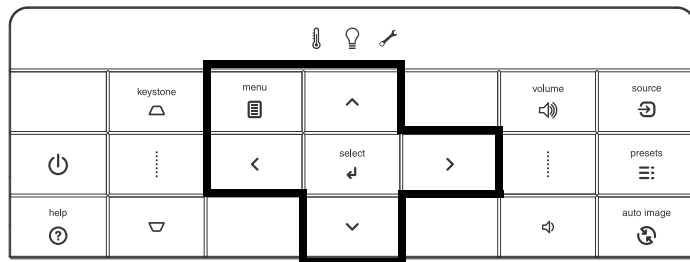 keystone
menu
volume
source
select
presets
help
auto image